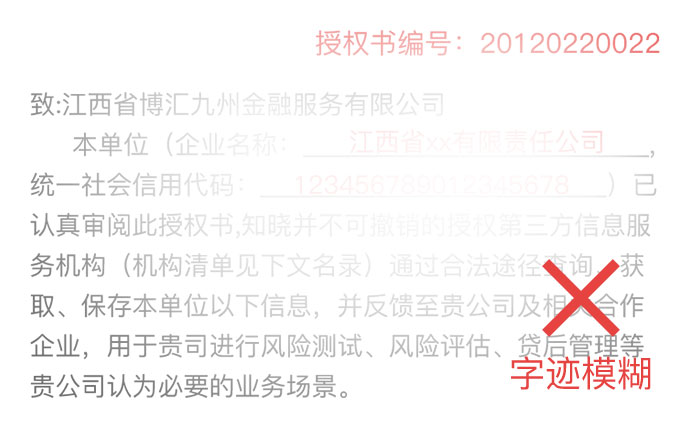 授权书编号：20120220022
致:江西省博汇九州金融服务有限公司
本单位（企业名称： 江西省xx有限责任公司 ,
统一社会信用代码： 123456789012345678 ）已
认真审阅此授权书,知晓并不可撤销的授权第三方信息服
务机构（机构清单见下文名录）通过合法途径查询、获
取、保存本单位以下信息，并反馈至贵公司及相关合作
企业，用于贵司进行风险测试、风险评估、贷后管理等
贵公司认为必要的业务场景。
字迹模糊